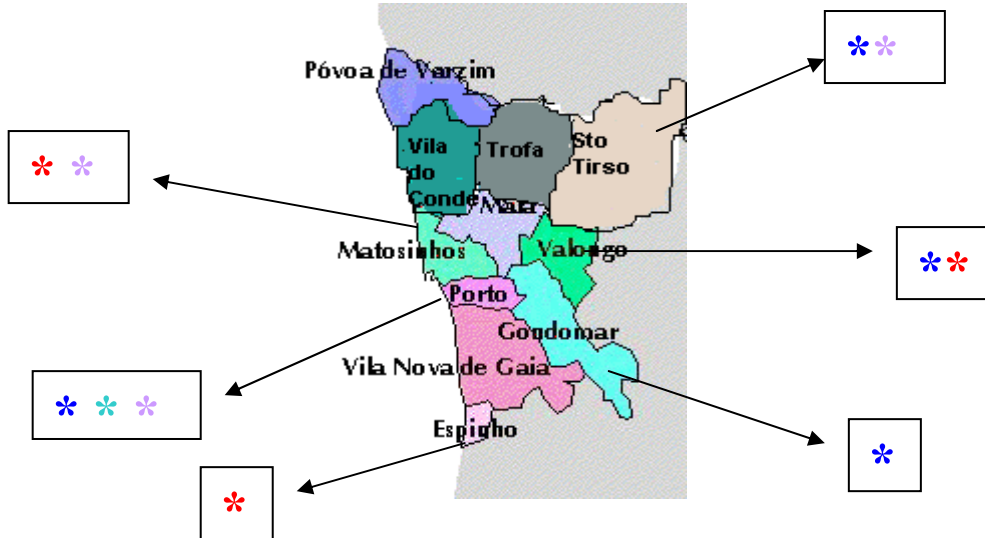 * *
Póvoa de Varzim
Vila
do
Conde
Trofa
Sto
Tirso
* *
Maia
Matosinhos
Valongo
* *
Porto
Gondomar
Vila Nova de Gaia
* * *
Espinho
*
*